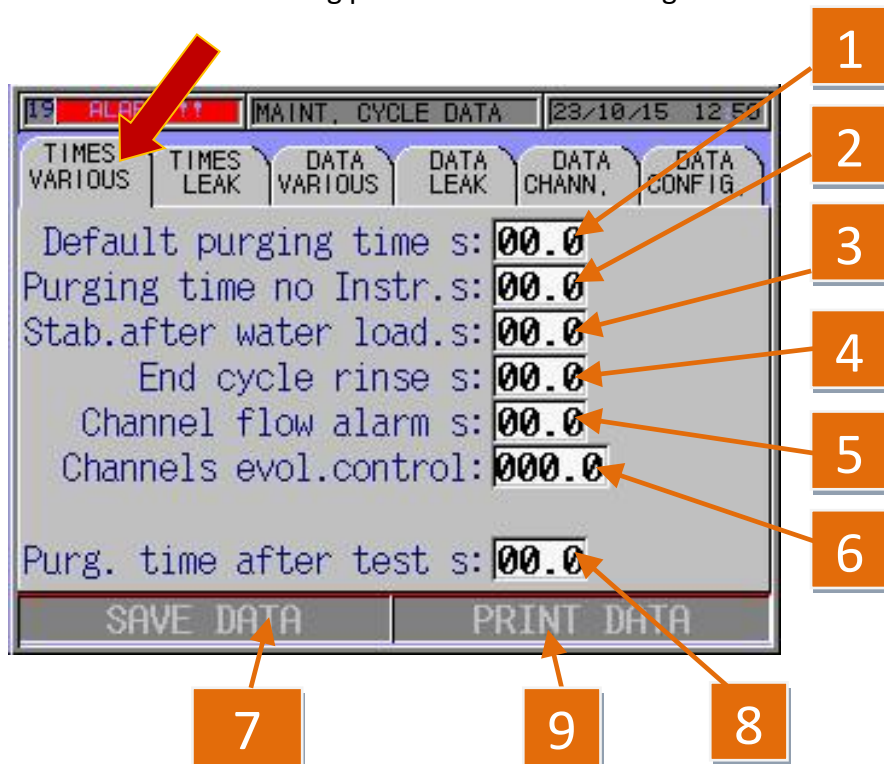 19 MAINT. CYCLE DATA 23/10/15 12
TIMES VARIOUS TIMES LEAK DATA VARIOUS DATA LEAK DATA CHANN. DATA CONFIG.
Default purging time s: 00.0
Purging time no Instr.s: 00.0
Stab.after water load.s: 00.0
End cycle rinse s: 00.0
Channel flow alarm s: 00.0
Channels evol.control: 000.0
Purg. time after test s: 00.0
SAVE DATA PRINT DATA
1
2
3
4
5
6
7 9 8